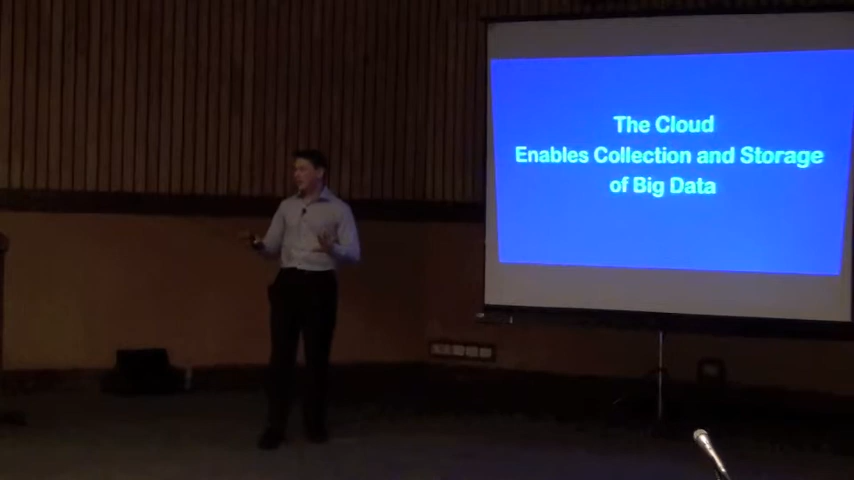 The Cloud
Enables Collection and Storage
of Big Data